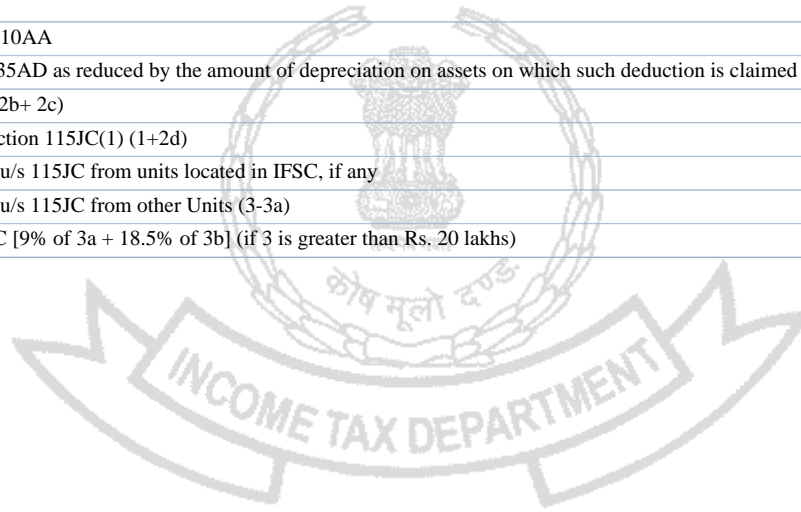 10AA
35AD as reduced by the amount of depreciation on assets on which such deduction is claimed
2b+ 2c)
ction 115JC(1) (1+2d)
u/s 115JC from units located in IFSC, if any
u/s 115JC from other Units (3-3a)
C [9% of 3a + 18.5% of 3b] (if 3 is greater than Rs. 20 lakhs)
कोष मूलो दण्ड
INCOME TAX DEPARTMENT